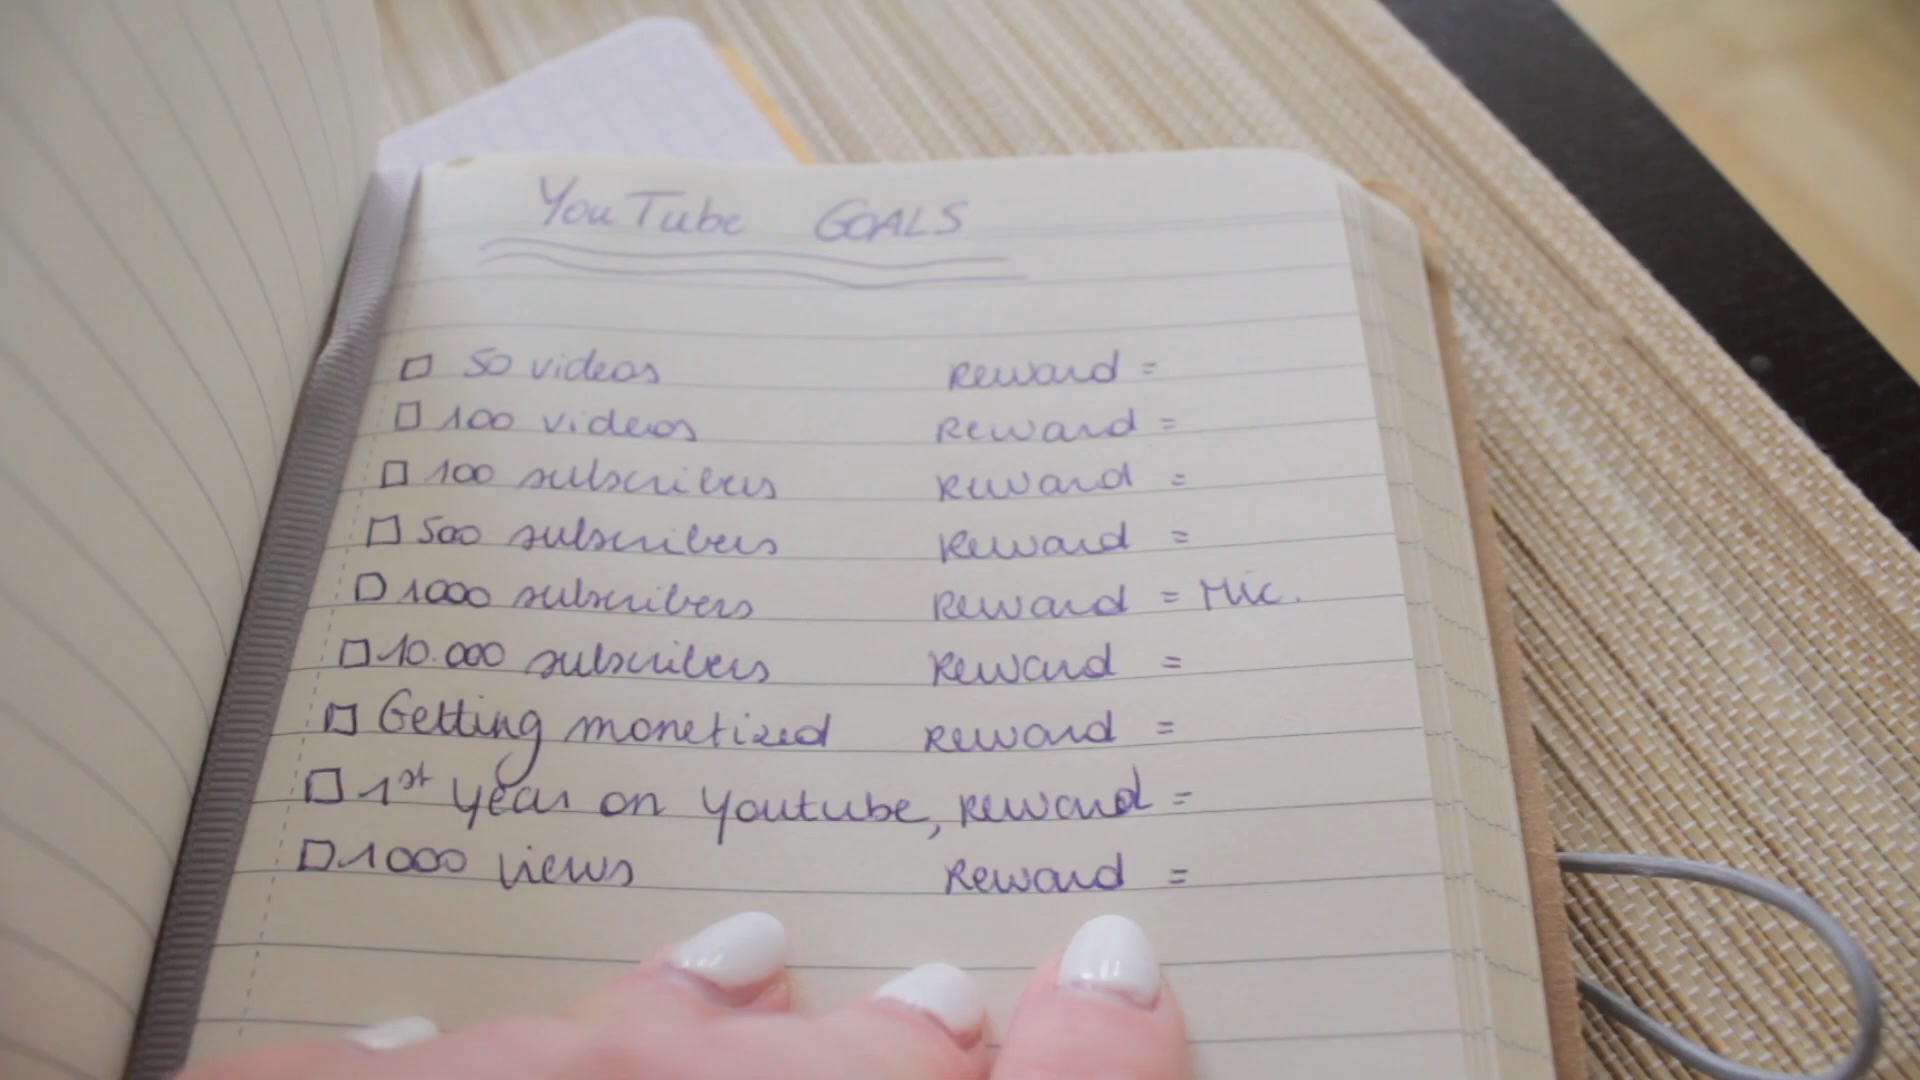 YouTube GOALS
50 videos Reward =
100 videos Reward =
100 subscribers Reward =
500 subscribers Reward =
1000 subscribers Reward = Mic.
10.000 subscribers Reward =
Getting monetized Reward =
1st year on youtube, Reward =
1000 views Reward =